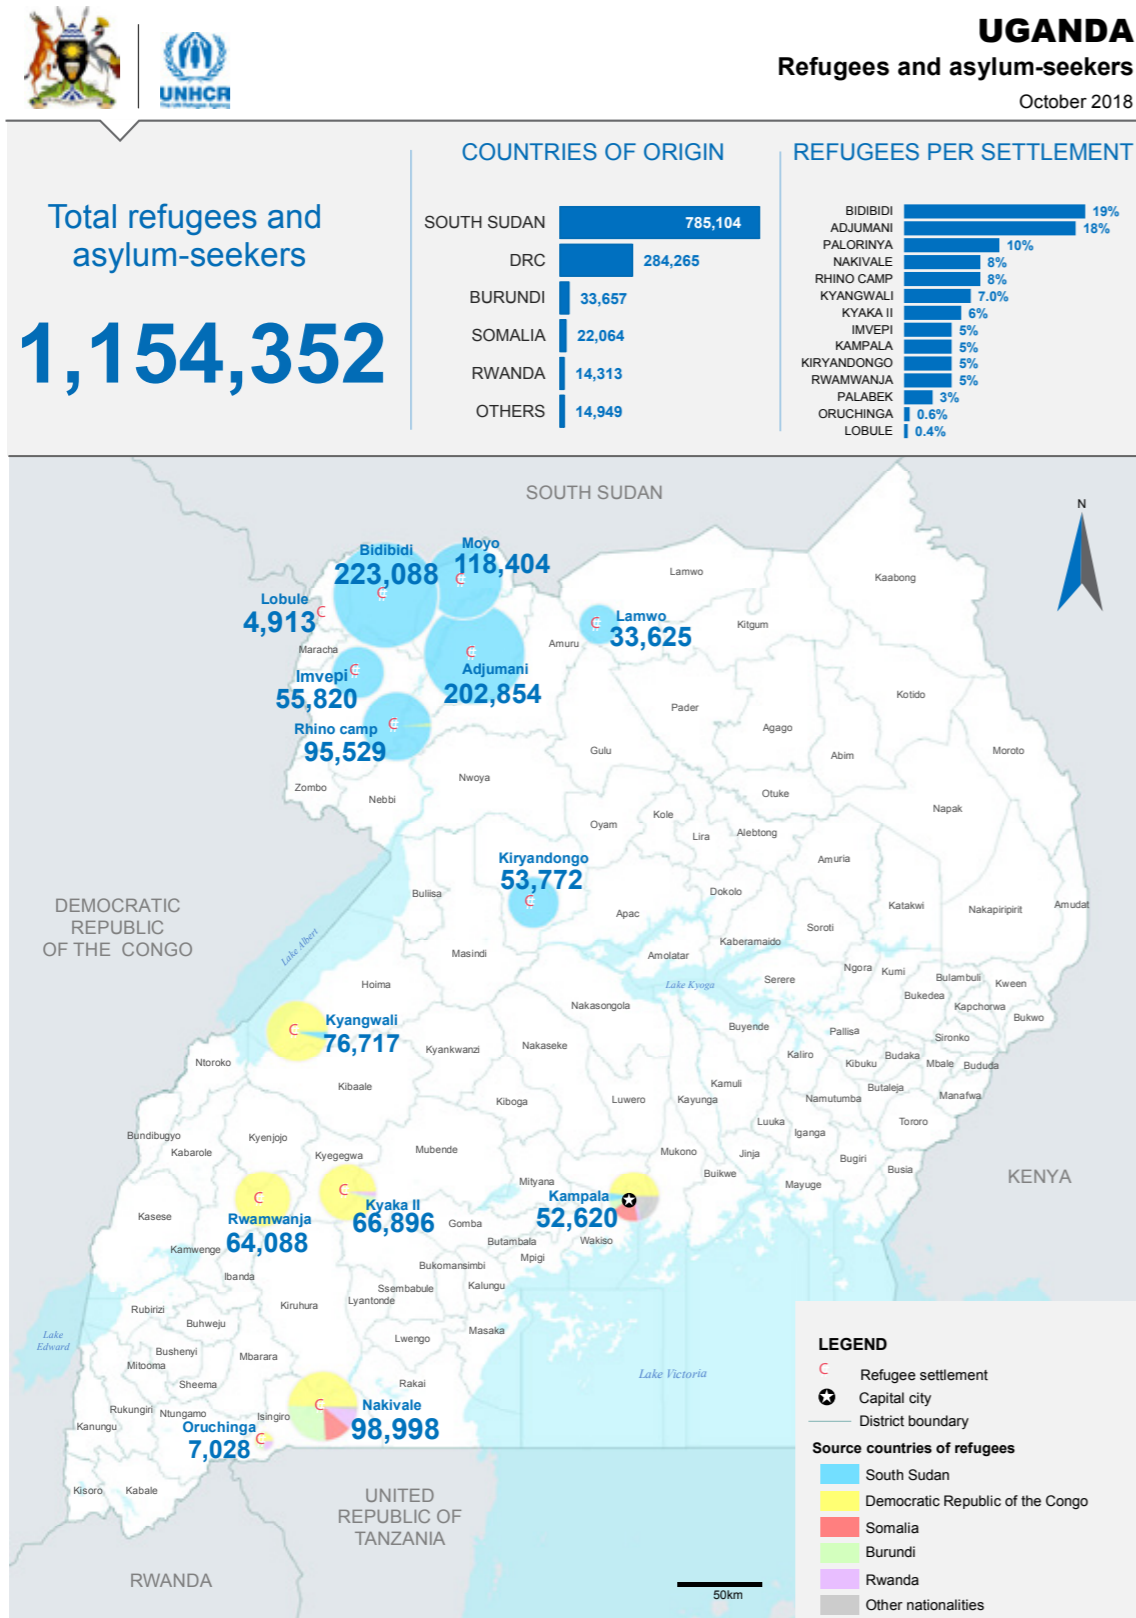 UNHCR
The UN Refugee Agency
UGANDA
Refugees and asylum-seekers
October 2018
Total refugees and
asylum-seekers
1,154,352
COUNTRIES OF ORIGIN
SOUTH SUDAN 785,104
DRC 284,265
BURUNDI 33,657
SOMALIA 22,064
RWANDA 14,313
OTHERS 14,949
REFUGEES PER SETTLEMENT
BIDIBIDI 19%
ADJUMANI 18%
PALORINYA 10%
NAKIVALE 8%
RHINO CAMP 8%
KYANGWALI 7.0%
KYAKA II 6%
IMVEPI 5%
KAMPALA 5%
KIRYANDONGO 5%
RWAMWANJA 5%
PALABEK 3%
ORUCHINGA 0.6%
LOBULE 0.4%
SOUTH SUDAN
N
Bidibidi
223,088
Moyo
118,404
Lobule
4,913
Lamwo
Kaabong
Lamwo
33,625
Kitgum
Maracha
Amuru
Imvepi
55,820
Adjumani
202,854
Kotido
Pader
Rhino camp
95,529
Agago
Gulu
Abim
Moroto
Zombo
Nebbi
Nwoya
Otuke
Napak
Oyam
Kole
Lira
Alebtong
Kiryandongo
53,772
Amuria
Buliisa
Dokolo
Katakwi
Nakapiripirit
Amudat
DEMOCRATIC
REPUBLIC
OF THE CONGO
Lake Albert
Apac
Soroti
Masindi
Amolatar
Kaberamaido
Hoima
Lake Kyoga
Serere
Ngora
Kumi
Bulambuli
Kween
Bukedea
Kapchorwa
Bukwo
Nakasongola
Kyangwali
76,717
Buyende
Pallisa
Sironko
Kyankwanzi
Nakaseke
Kaliro
Kibuku
Budaka
Mbale
Bududa
Ntoroko
Kibaale
Kiboga
Luwero
Kayunga
Kamuli
Namutumba
Butaleja
Manafwa
Bundibugyo
Kabarole
Kyenjojo
Kyegegwa
Mubende
Luuka
Iganga
Tororo
Mukono
Jinja
Buikwe
Bugiri
Busia
Mayuge
KENYA
Mityana
Kampala
52,620
Rwamwanja
64,088
Kyaka II
66,896
Kasese
Kamwenge
Gomba
Butambala
Wakiso
Mpigi
Ibanda
Bukomansimbi
Ssembabule
Kalungu
Kiruhura
Lyantonde
Rubirizi
Buhweju
Lwengo
Masaka
Lake
Edward
Bushenyi
Mitooma
Mbarara
Sheema
Rakai
Lake Victoria
Rukungiri
Ntungamo
Isingiro
Kanungu
Nakivale
98,998
Oruchinga
7,028
Kisoro
Kabale
UNITED
REPUBLIC OF
TANZANIA
RWANDA
50km
LEGEND
Refugee settlement
Capital city
District boundary
Source countries of refugees
South Sudan
Democratic Republic of the Congo
Somalia
Burundi
Rwanda
Other nationalities